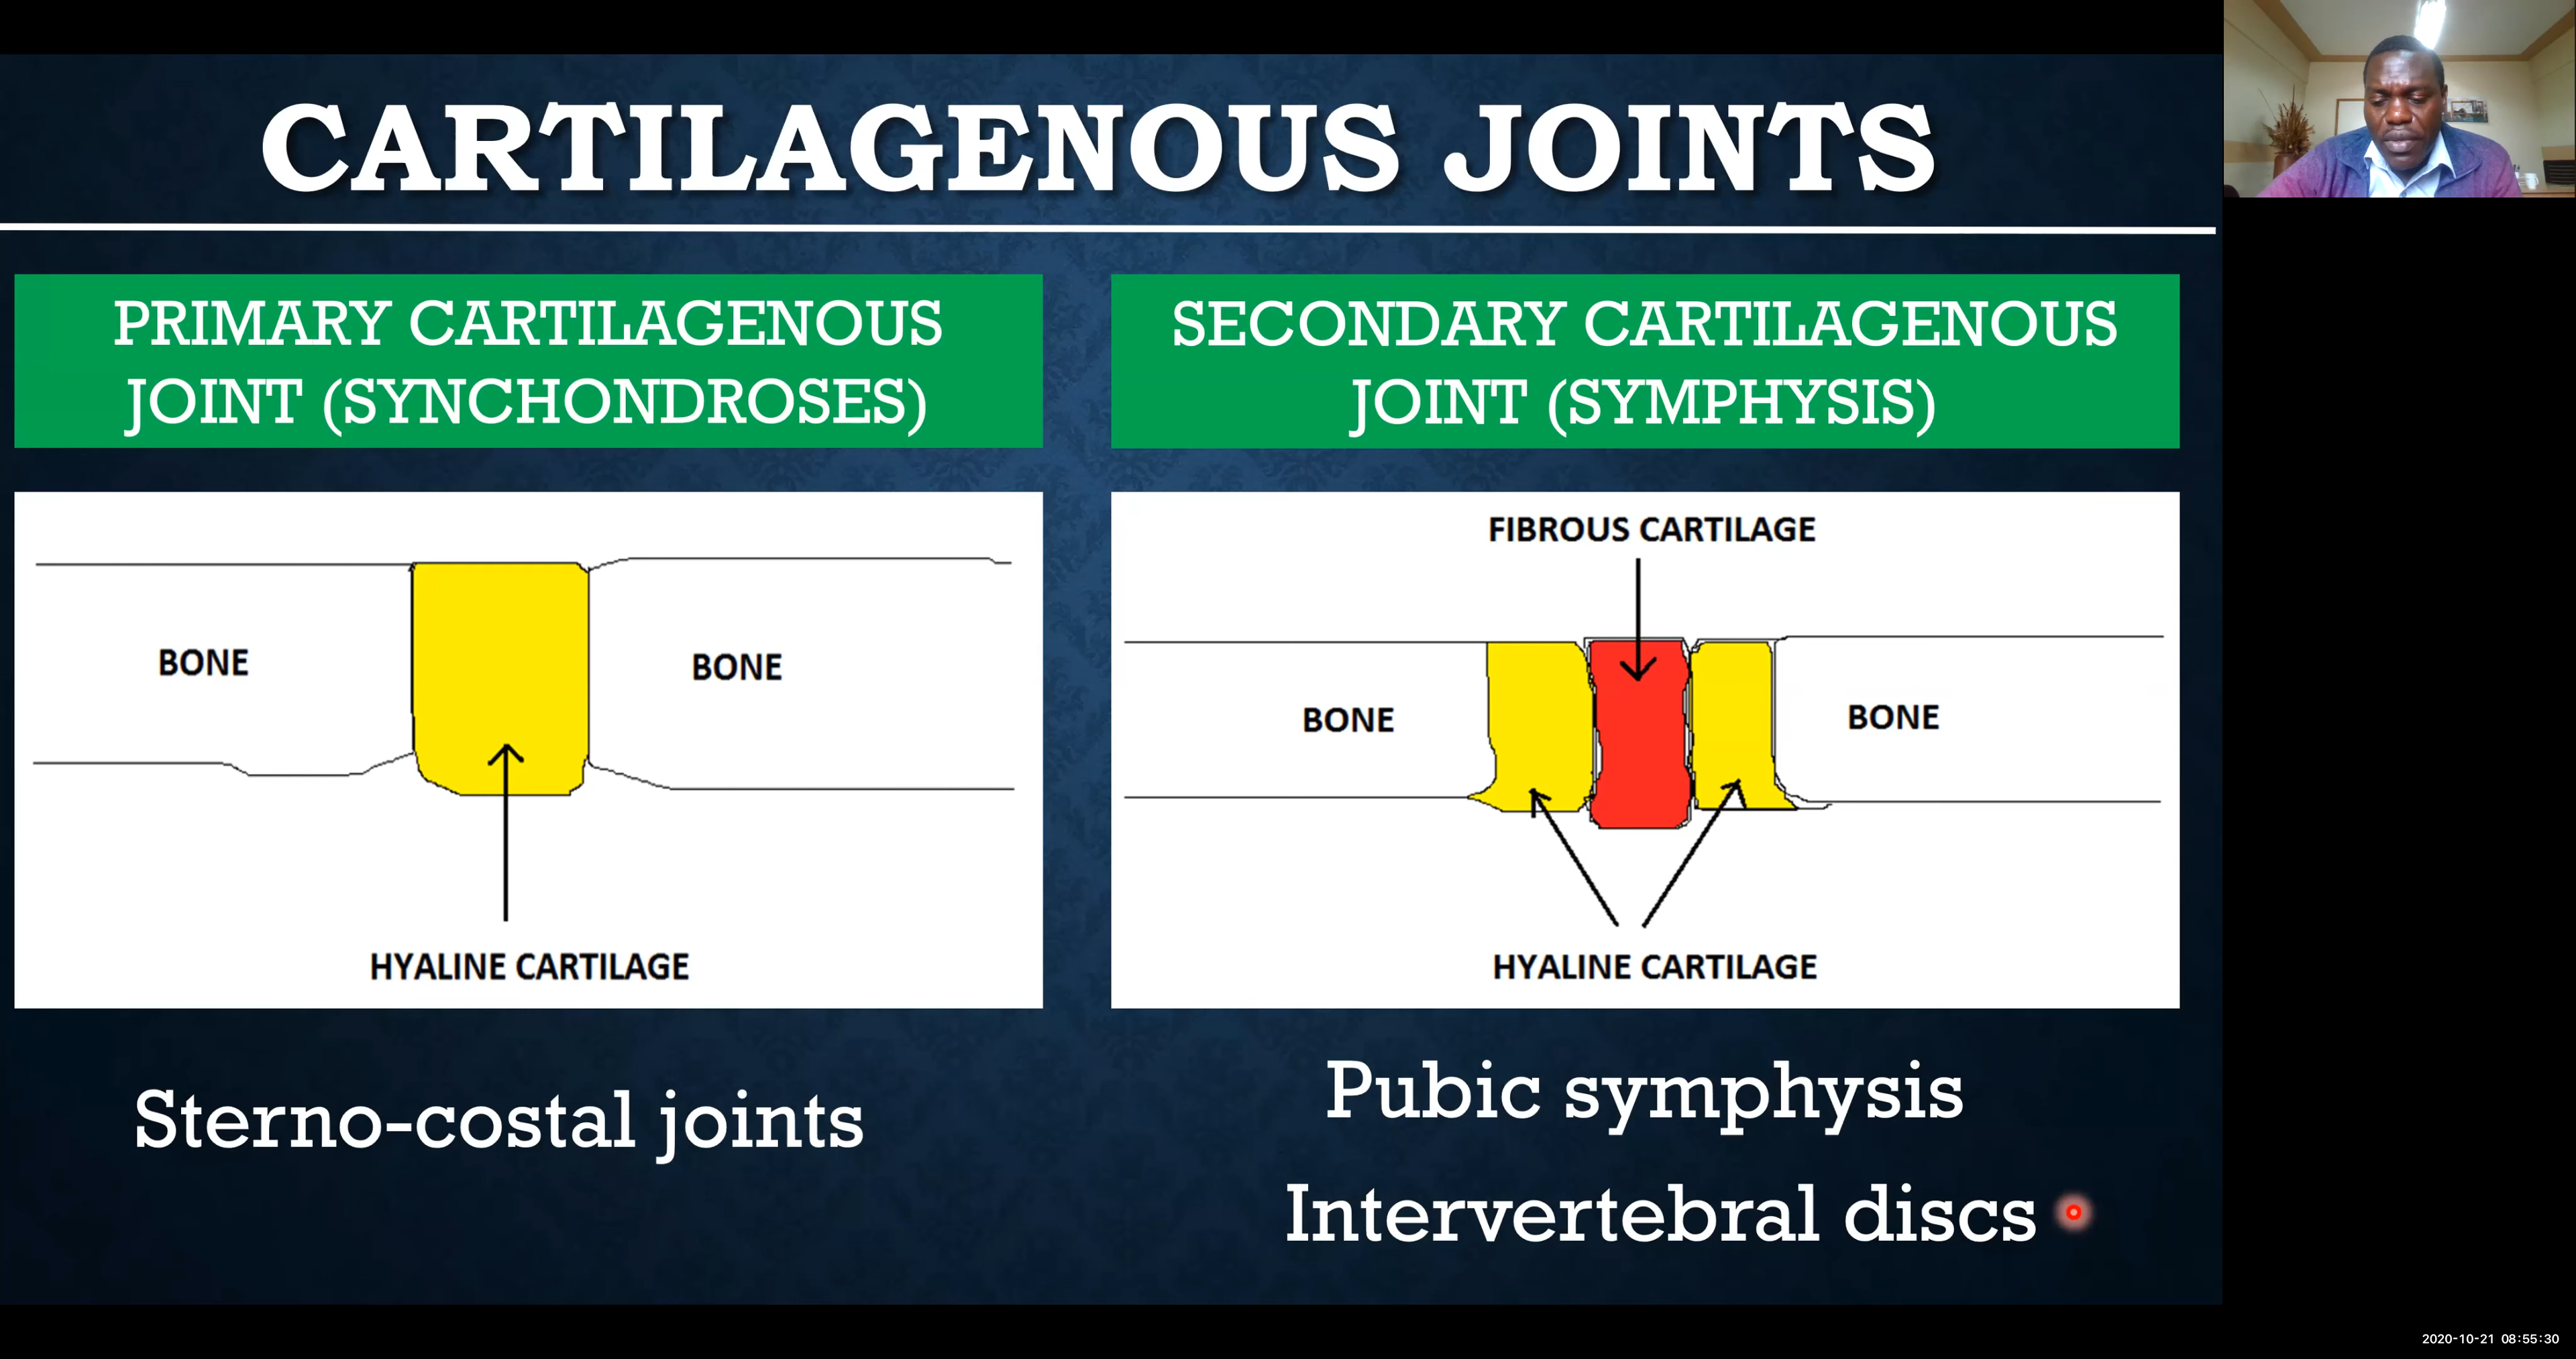 CARTILAGENOUS JOINTS
PRIMARY CARTILAGENOUS
JOINT (SYNCHONDROSES)
BONE
BONE
HYALINE CARTILAGE
Sterno-costal joints
SECONDARY CARTILAGENOUS
JOINT (SYMPHYSIS)
FIBROUS CARTILAGE
BONE
BONE
HYALINE CARTILAGE
Pubic symphysis
Intervertebral discs
2020-10-21 08:55:30